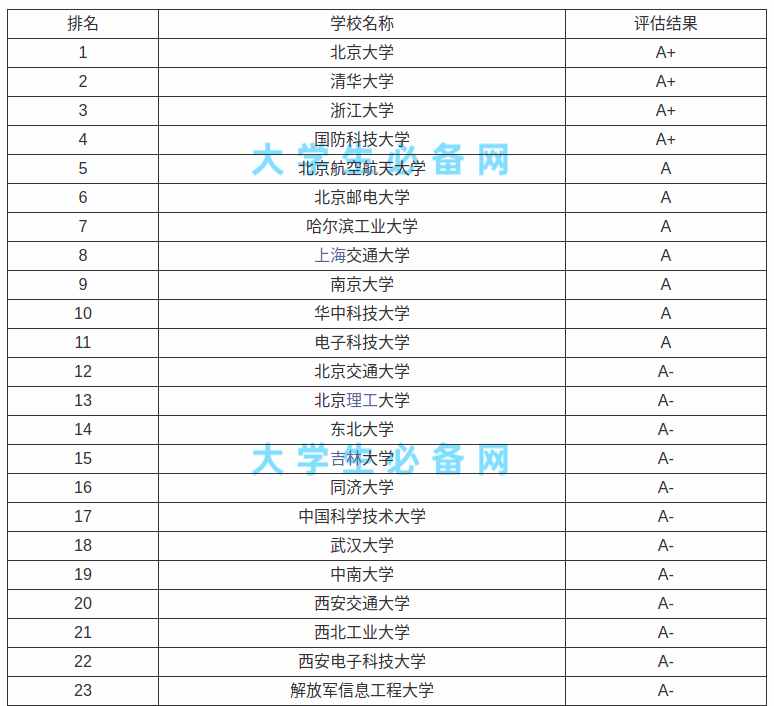 排名 学校名称 评估结果
1 北京大学 A+
2 清华大学 A+
3 浙江大学 A+
4 国防科技大学 A+
大学生必备网
5 北京航空航天大学 A
6 北京邮电大学 A
7 哈尔滨工业大学 A
8 上海交通大学 A
9 南京大学 A
10 华中科技大学 A
11 电子科技大学 A
12 北京交通大学 A-
13 北京理工大学 A-
14 东北大学 A-
15 吉林大学 A-
大学生必备网
16 同济大学 A-
17 中国科学技术大学 A-
18 武汉大学 A-
19 中南大学 A-
20 西安交通大学 A-
21 西北工业大学 A-
22 西安电子科技大学 A-
23 解放军信息工程大学 A-